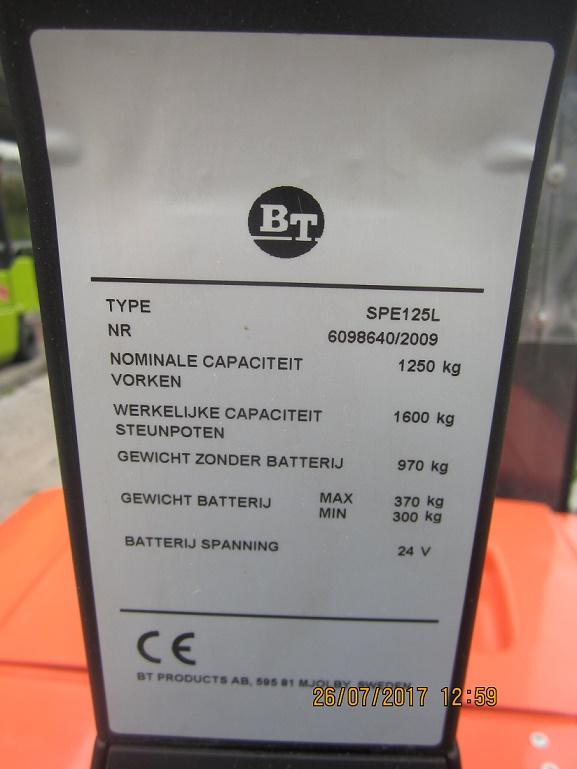 BT
TYPE SPE125L
NR 6098640/2009
NOMINALE CAPACITEIT 1250 kg
VORKEN
WERKELIJKE CAPACITEIT 1600 kg
STEUNPOTEN
GEWICHT ZONDER BATTERIJ 970 kg
GEWICHT BATTERIJ MAX 370 kg
MIN 300 kg
BATTERIJ SPANNING 24 V
CE
BT PRODUCTS AB, 595 81 MJOLBY, SWEDEN
26/07/2017 12:59